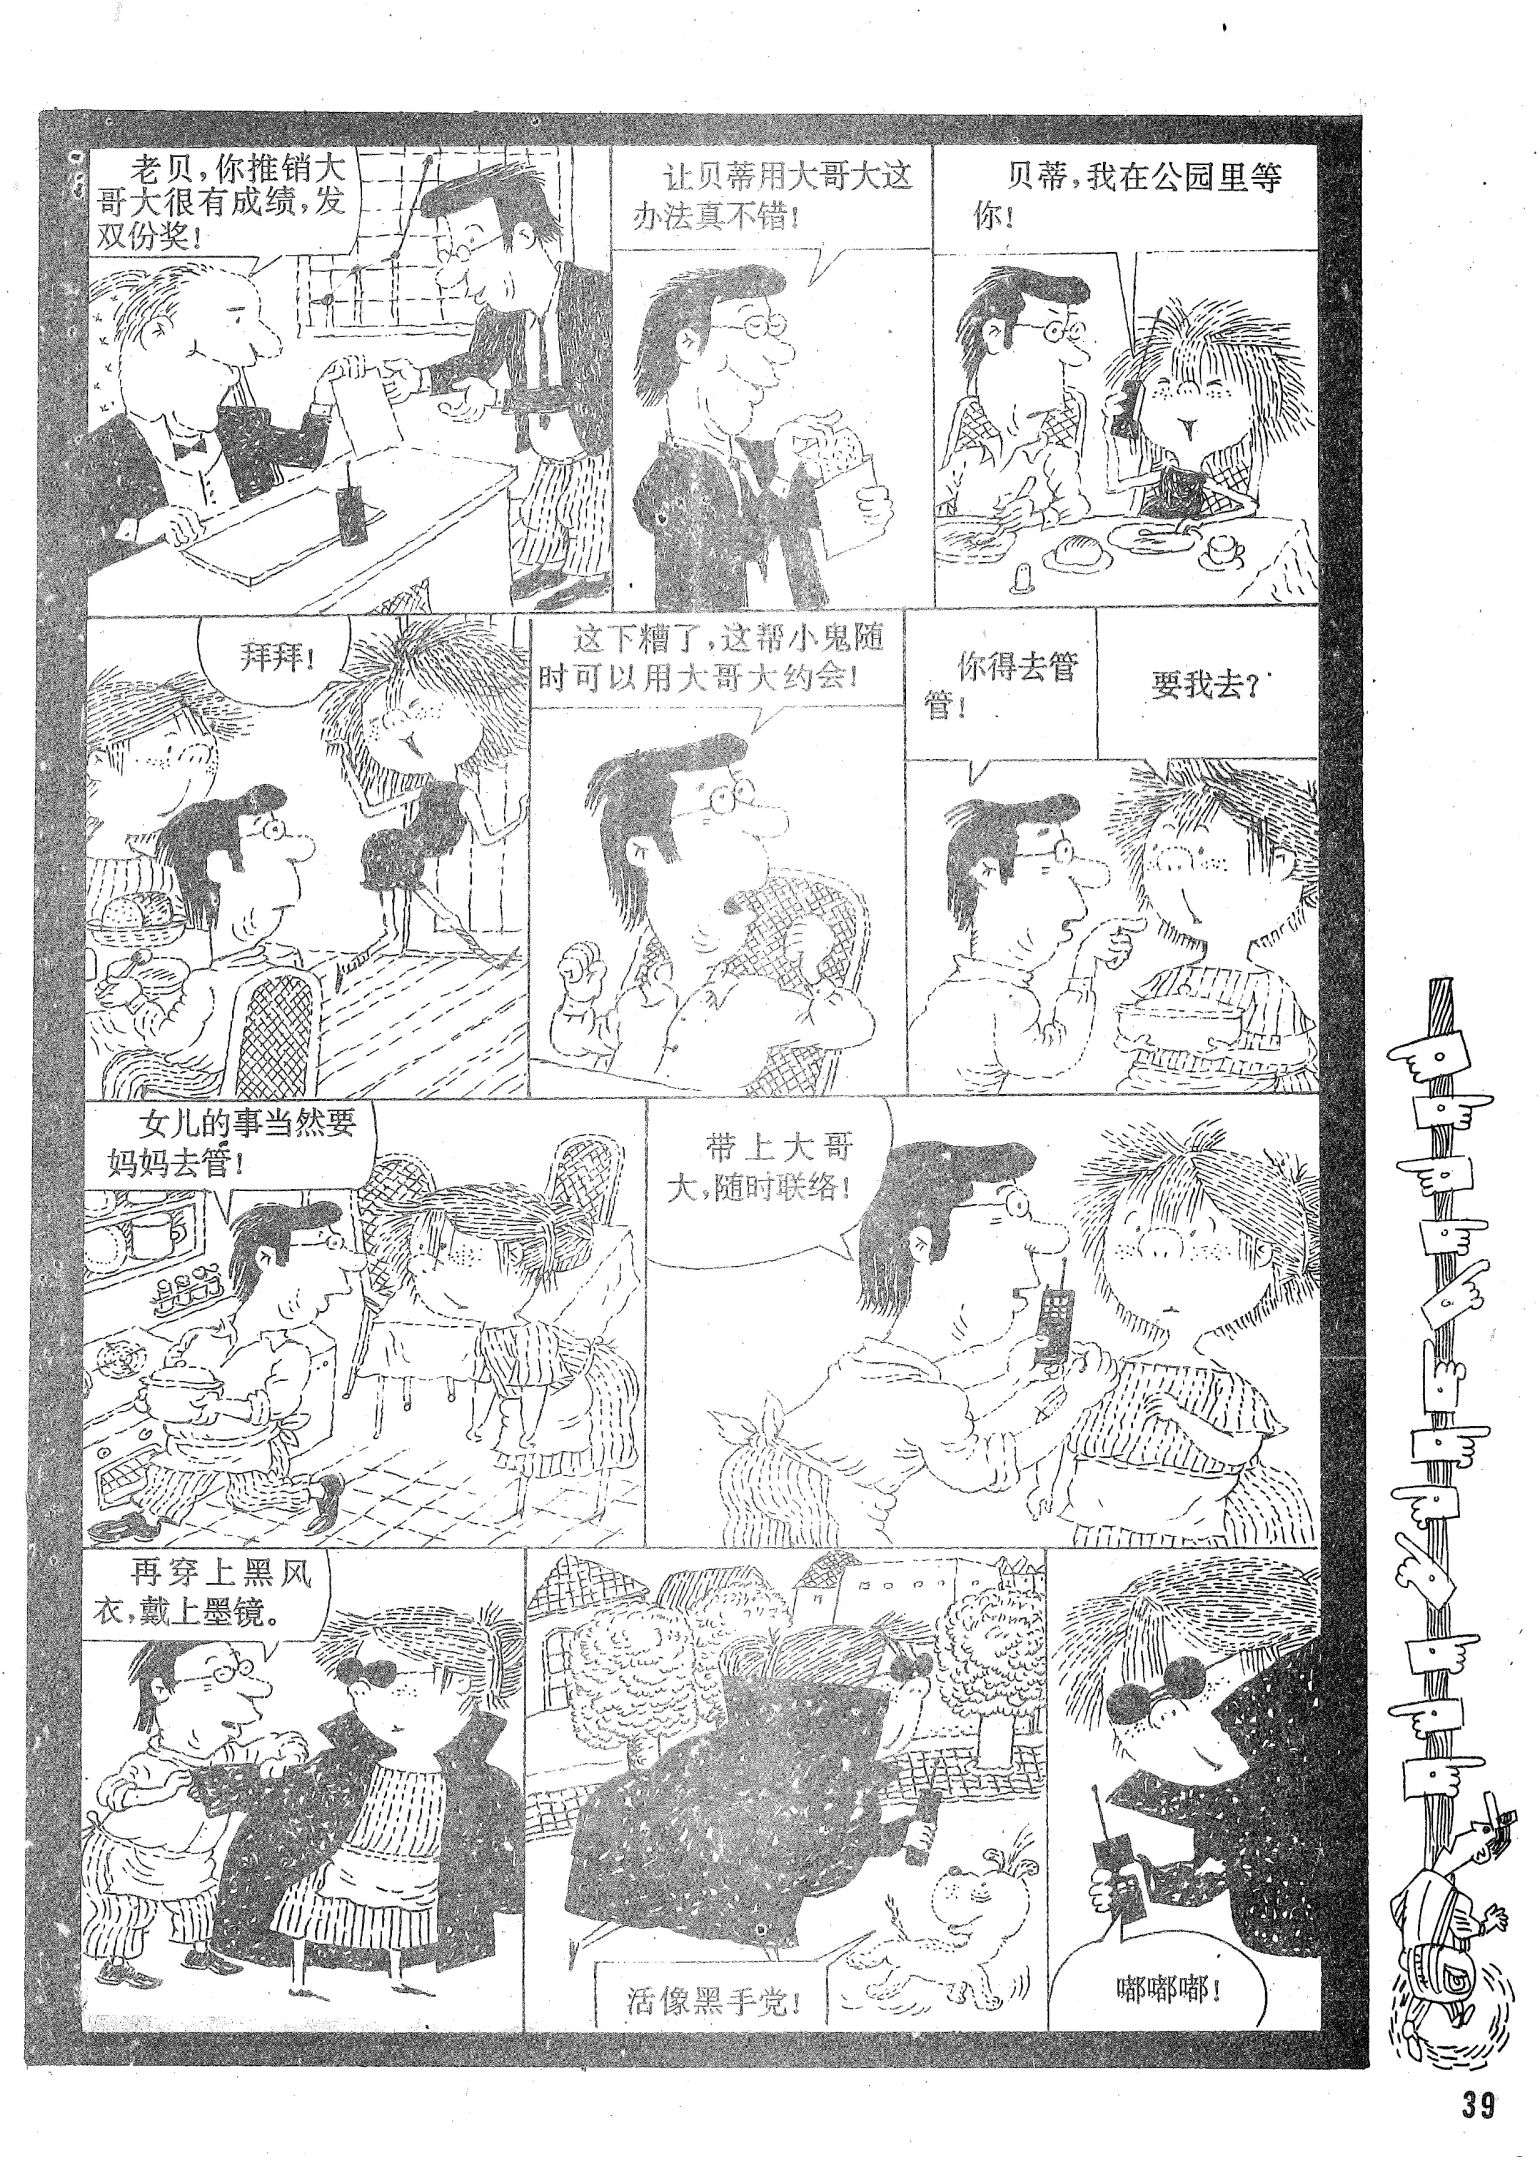 老贝，你推销大
哥大很有成绩，发
双份奖！
让贝蒂用大哥大这
办法真不错！
贝蒂，我在公园里等
你！
拜拜！
这下糟了，这帮小鬼随
时可以用大哥大约会！
你得去管
管！
要我去？
女儿的事当然要
妈妈去管！
带上大哥
大，随时联络！
再穿上黑风
衣，戴上墨镜。
活像黑手党！
嘟嘟嘟！
39